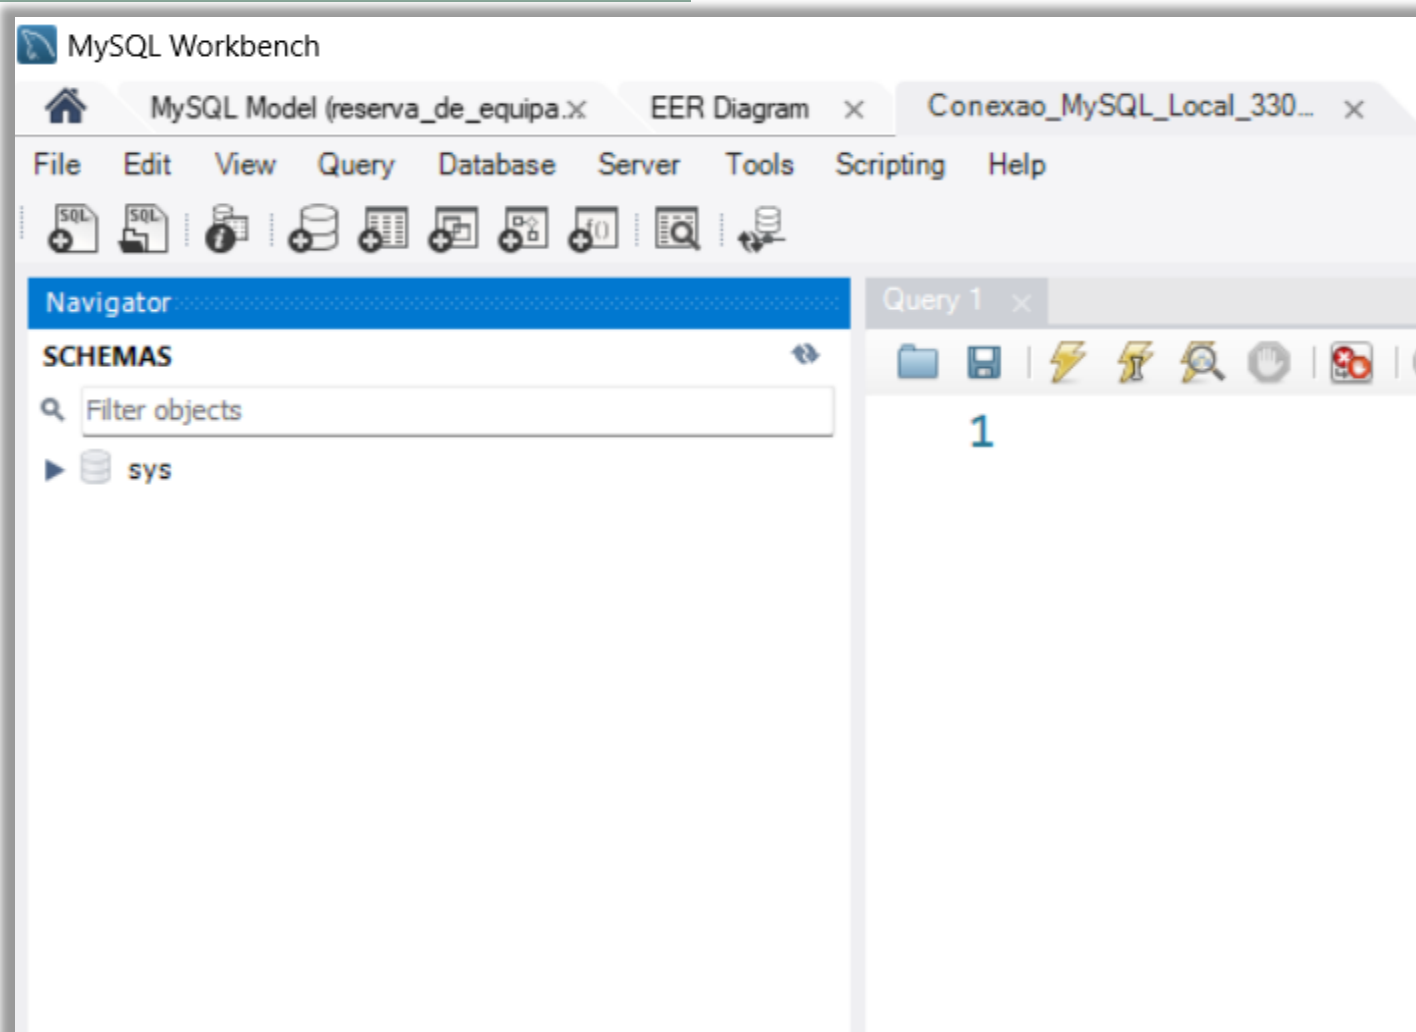 MySQL Workbench
MySQL Model (reserva_de_equipa.× EER Diagram × Conexao_MySQL_Local_330... ×
File Edit View Query Database Server Tools Scripting Help
SQL SQL f()
Navigator
Query 1 ×
SCHEMAS
Filter objects
1
sys